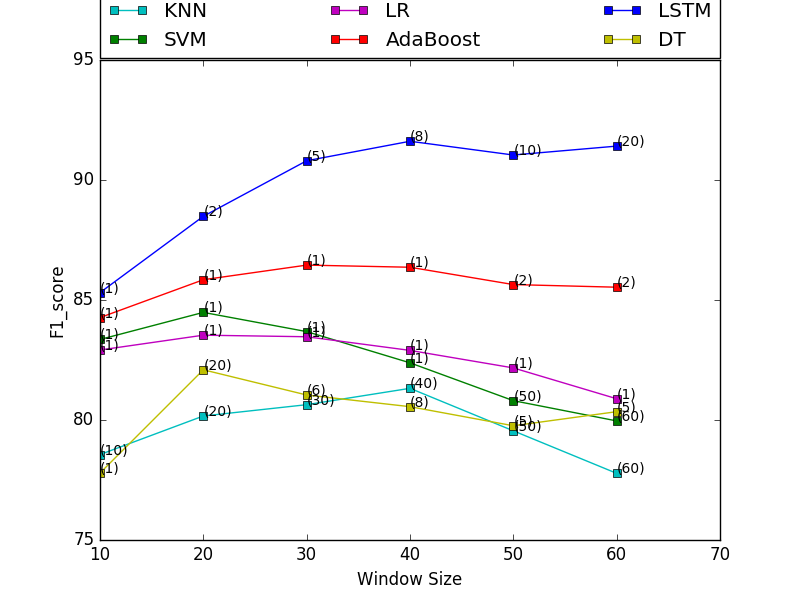 KNN LR LSTM
SVM AdaBoost DT
95
90
85
80
75
F1_score
(1) (2) (5) (8) (10) (20)
(1) (1) (1) (1) (2) (2)
(1) (1) (1) (1) (50) (60)
(1) (1) (1) (1) (1) (1)
(10) (20) (30) (40) (50) (60)
(1) (20) (6) (8) (5) (5)
10 20 30 40 50 60 70
Window Size